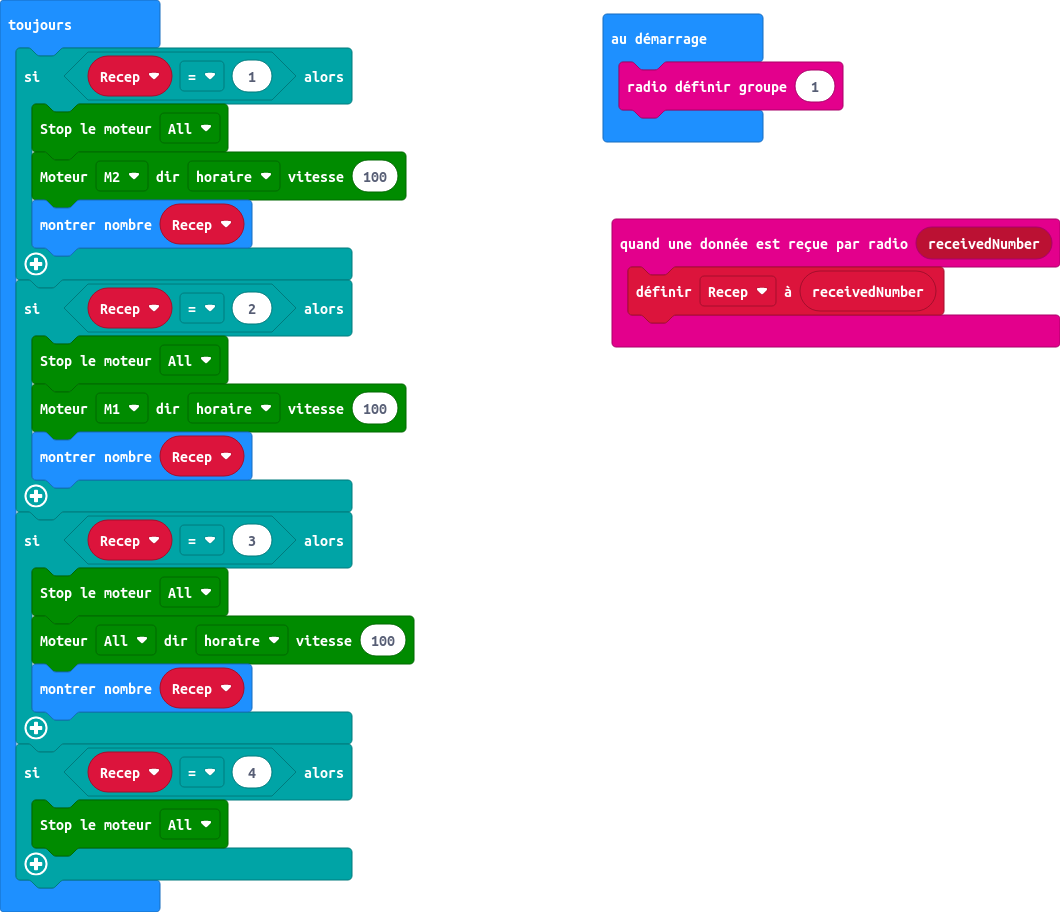 toujours
si Recep = 1 alors
Stop le moteur All
Moteur M2 dir horaire vitesse 100
montrer nombre Recep
si Recep = 2 alors
Stop le moteur All
Moteur M1 dir horaire vitesse 100
montrer nombre Recep
si Recep = 3 alors
Stop le moteur All
Moteur All dir horaire vitesse 100
montrer nombre Recep
si Recep = 4 alors
Stop le moteur All
au démarrage
radio définir groupe 1
quand une donnée est reçue par radio receivedNumber
définir Recep à receivedNumber